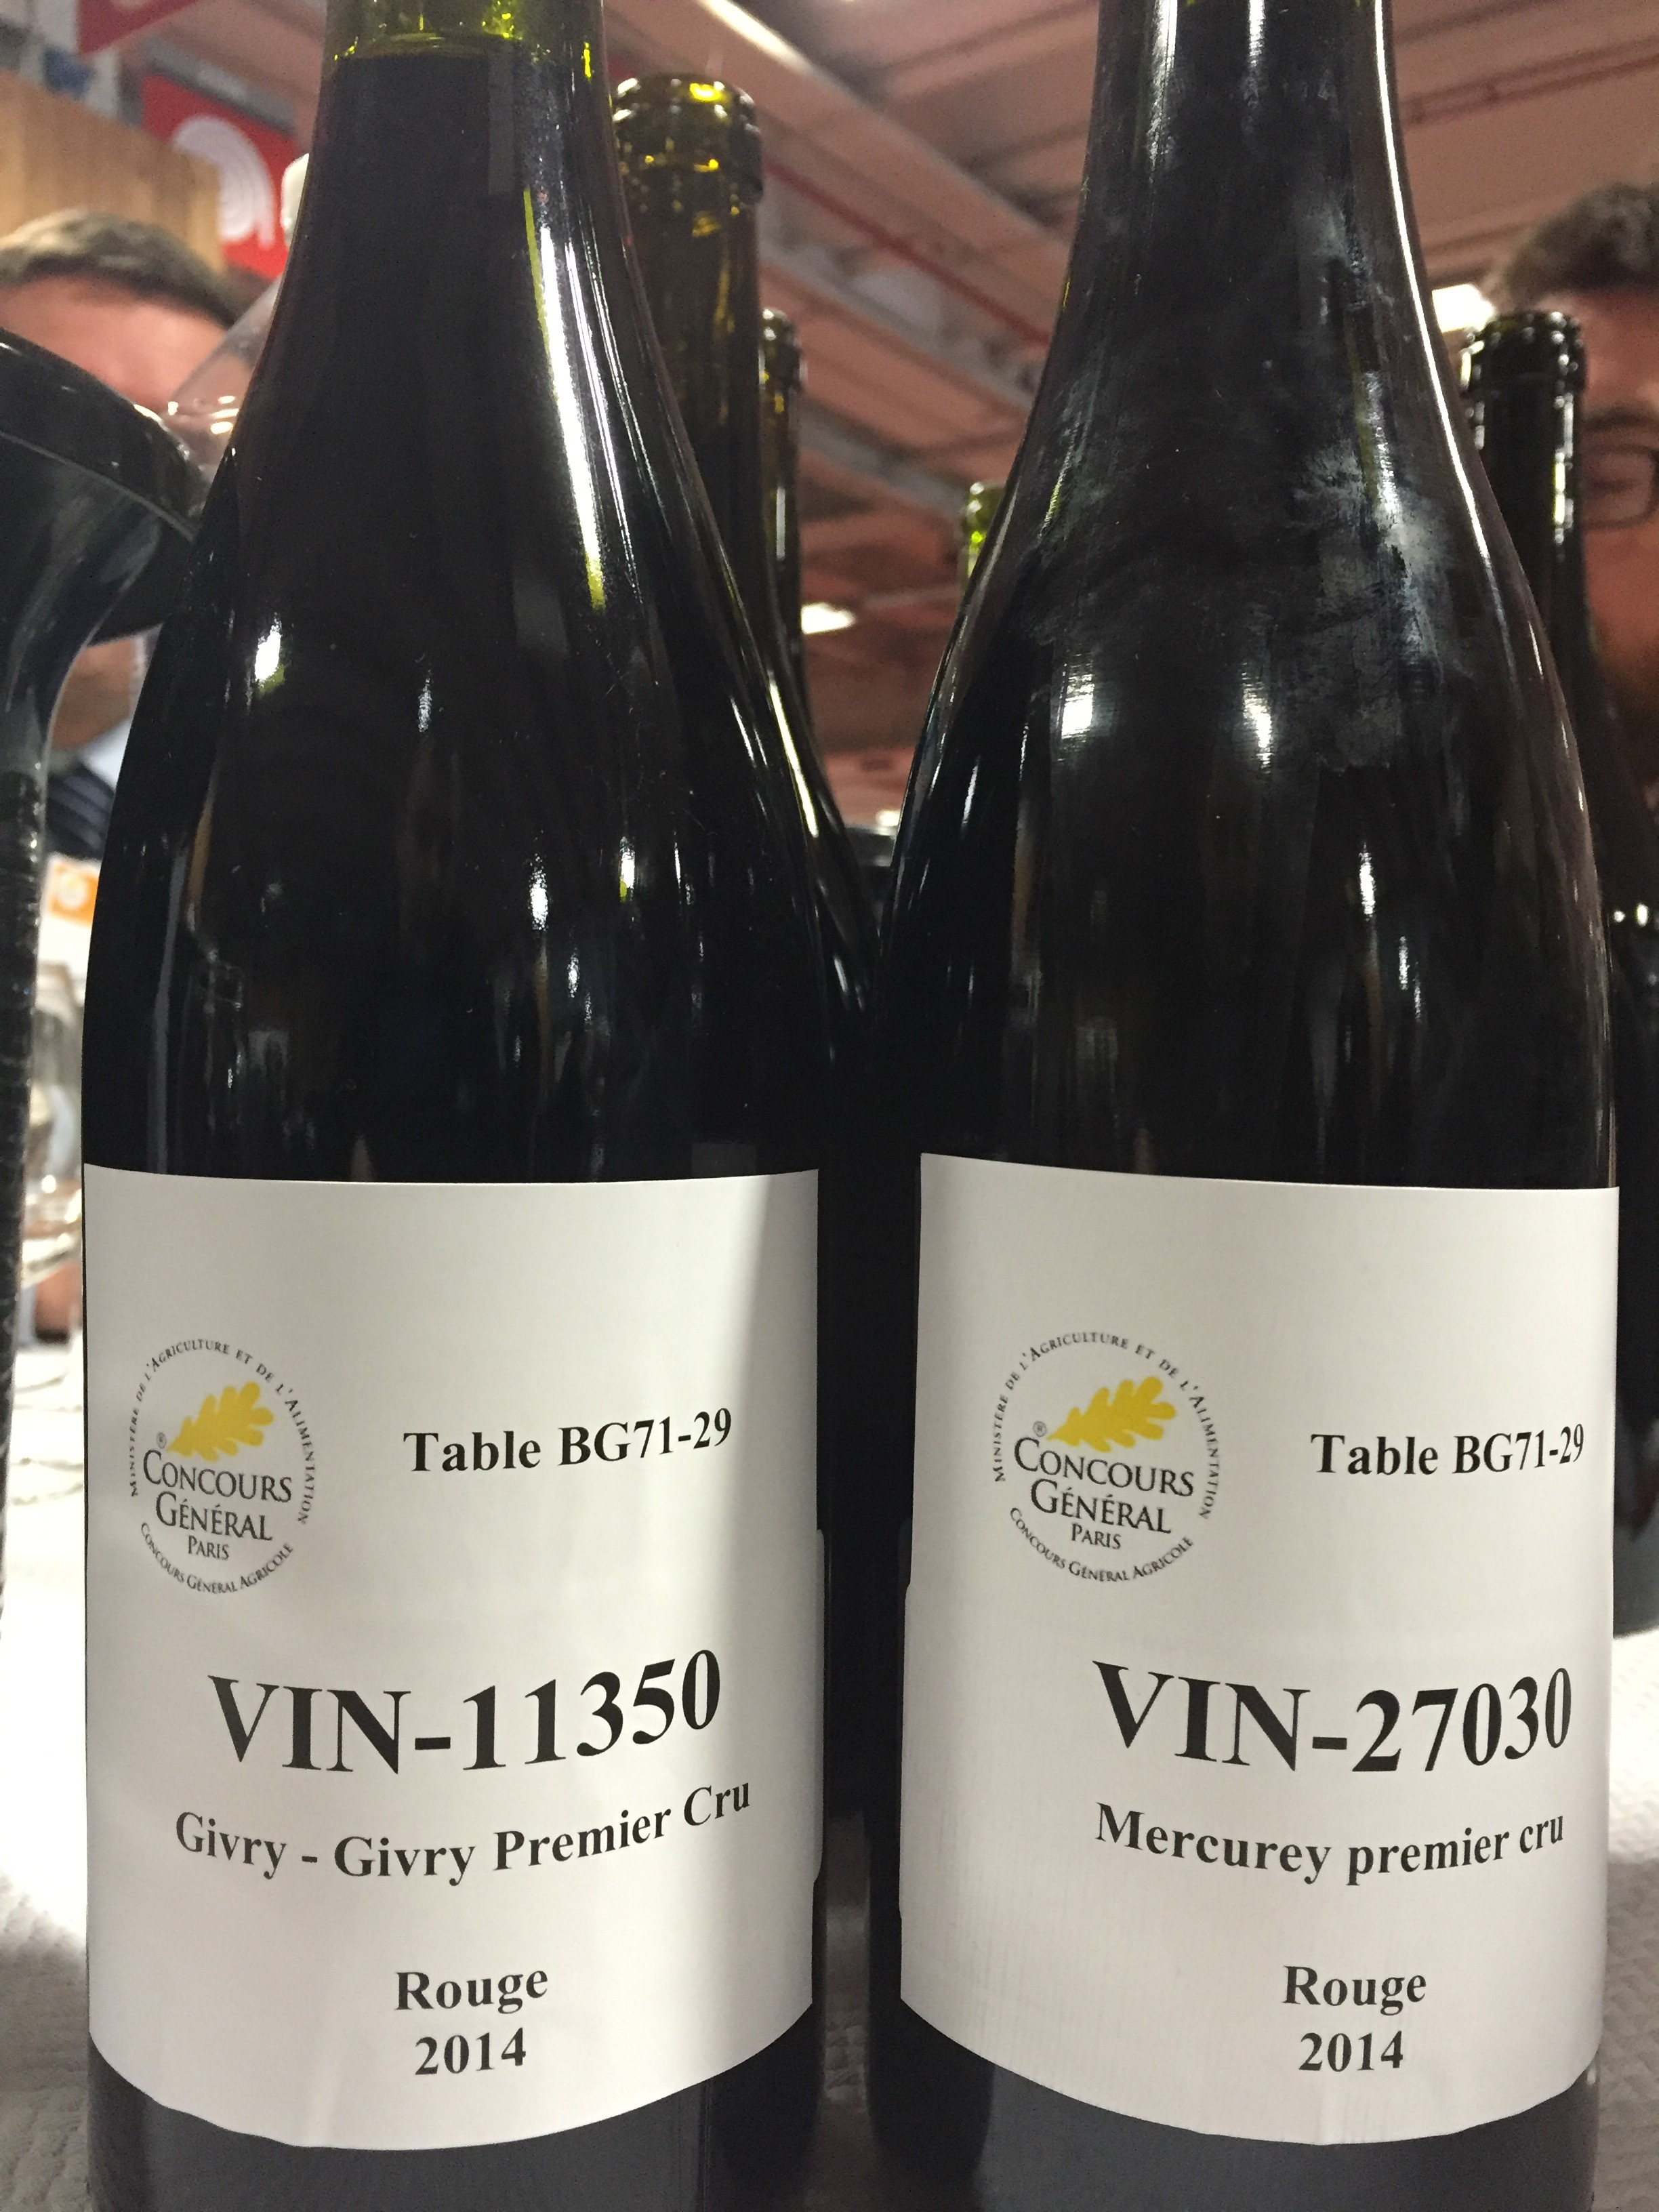 MINISTÈRE DE L'AGRICULTURE ET DE L'ALIMENTATION
®
CONCOURS
GÉNÉRAL
PARIS
CONCOURS GÉNÉRAL AGRICOLE
Table BG71-29
VIN-11350
Givry - Givry Premier Cru
Rouge
2014
MINISTÈRE DE L'AGRICULTURE ET DE L'ALIMENTATION
®
CONCOURS
GÉNÉRAL
PARIS
CONCOURS GÉNÉRAL AGRICOLE
Table BG71-29
VIN-27030
Mercurey premier cru
Rouge
2014